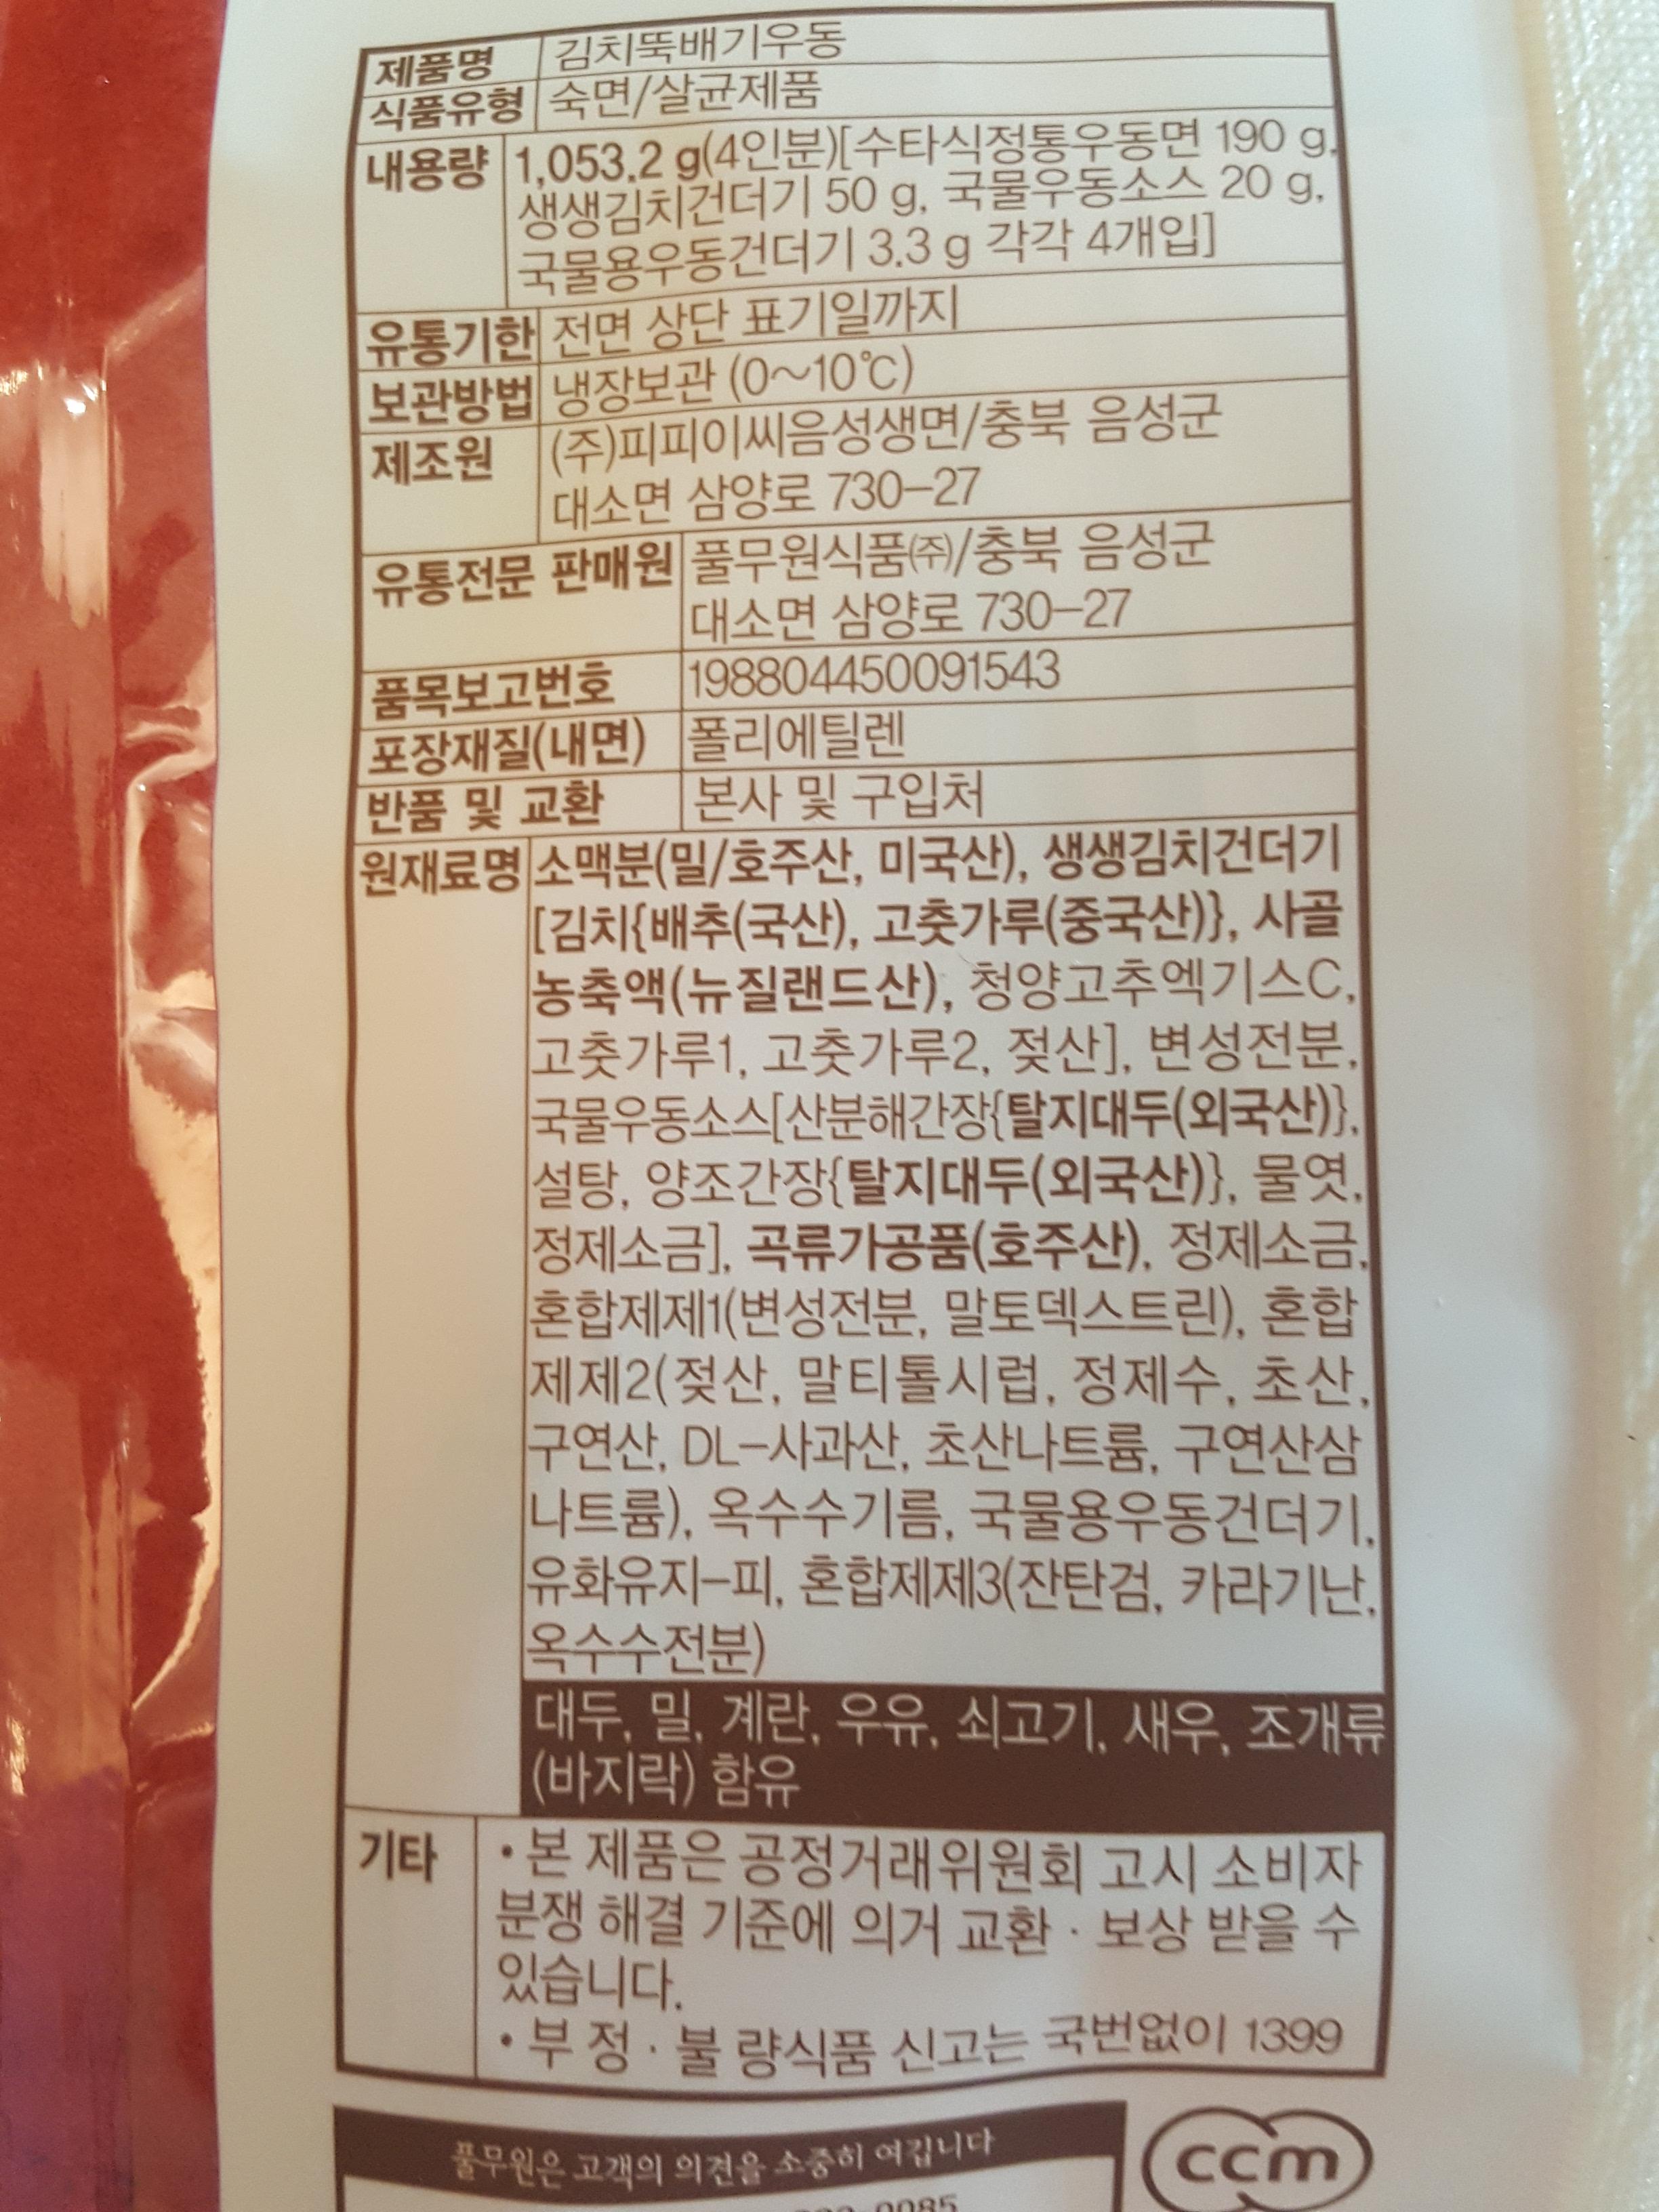 제품명 김치뚝배기우동
식품유형 숙면/살균제품
내용량 1,053.2 g(4인분)[수타식정통우동면 190 g,
생생김치건더기 50 g, 국물우동소스 20 g,
국물용우동건더기 3.3 g 각각 4개입]
유통기한 전면 상단 표기일까지
보관방법 냉장보관 (0~10℃)
제조원 (주)피피이씨음성생면/충북 음성군
대소면 삼양로 730-27
유통전문 판매원 풀무원식품㈜/충북 음성군
대소면 삼양로 730-27
품목보고번호 198804450091543
포장재질(내면) 폴리에틸렌
반품 및 교환 본사 및 구입처
원재료명 소맥분(밀/호주산, 미국산), 생생김치건더기
[김치{배추(국산), 고춧가루(중국산)}, 사골
농축액(뉴질랜드산), 청양고추엑기스C,
고춧가루1, 고춧가루2, 젖산], 변성전분,
국물우동소스[산분해간장{탈지대두(외국산)},
설탕, 양조간장{탈지대두(외국산)}, 물엿,
정제소금], 곡류가공품(호주산), 정제소금,
혼합제제1(변성전분, 말토덱스트린), 혼합
제제2(젖산, 말티톨시럽, 정제수, 초산,
구연산, DL-사과산, 초산나트륨, 구연산삼
나트륨), 옥수수기름, 국물용우동건더기,
유화유지-피, 혼합제제3(잔탄검, 카라기난,
옥수수전분)
대두, 밀, 계란, 우유, 쇠고기, 새우, 조개류
(바지락) 함유
기타 • 본 제품은 공정거래위원회 고시 소비자
분쟁 해결 기준에 의거 교환 · 보상 받을 수
있습니다.
• 부정 · 불량식품 신고는 국번없이 1399
풀무원은 고객의 의견을 소중히 여깁니다
ccm